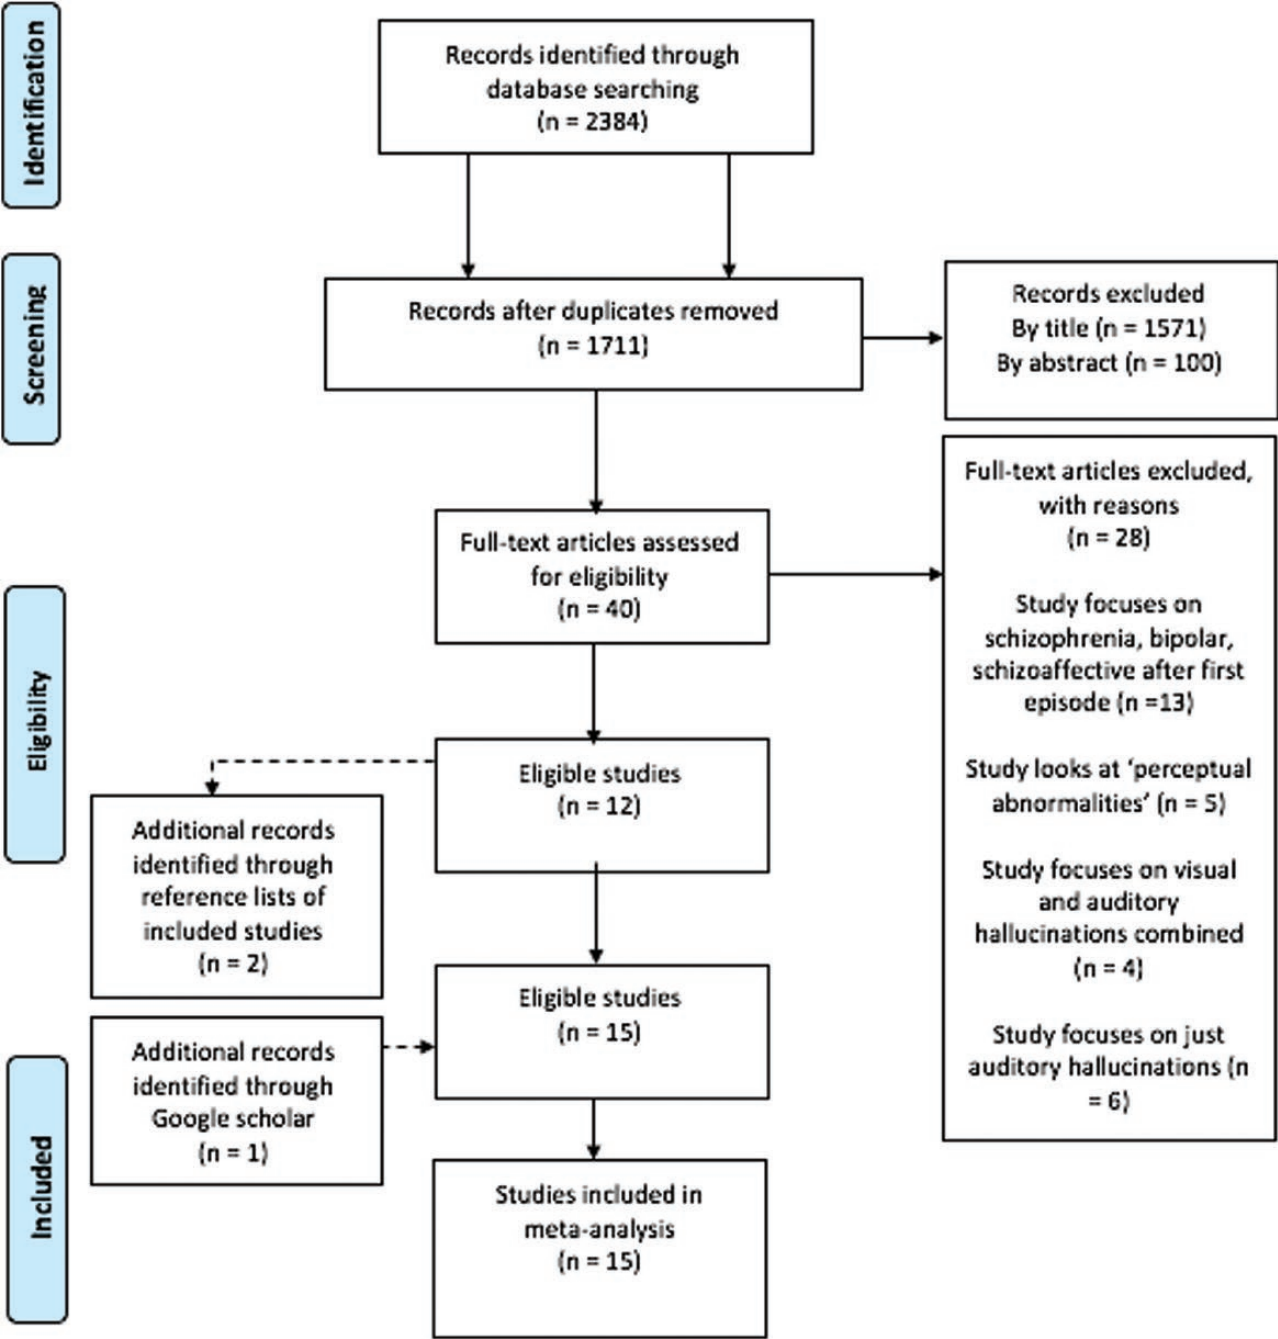 Identification
Records identified through
database searching
(n = 2384)
Screening
Records after duplicates removed
(n = 1711)
Records excluded
By title (n = 1571)
By abstract (n = 100)
Eligibility
Full-text articles assessed
for eligibility
(n = 40)
Full-text articles excluded,
with reasons
(n = 28)
Study focuses on
schizophrenia, bipolar,
schizoaffective after first
episode (n =13)
Study looks at ‘perceptual
abnormalities’ (n = 5)
Study focuses on visual
and auditory
hallucinations combined
(n = 4)
Study focuses on just
auditory hallucinations (n
= 6)
Eligible studies
(n = 12)
Additional records
identified through
reference lists of
included studies
(n = 2)
Eligible studies
(n = 15)
Additional records
identified through
Google scholar
(n = 1)
Included
Studies included in
meta-analysis
(n = 15)